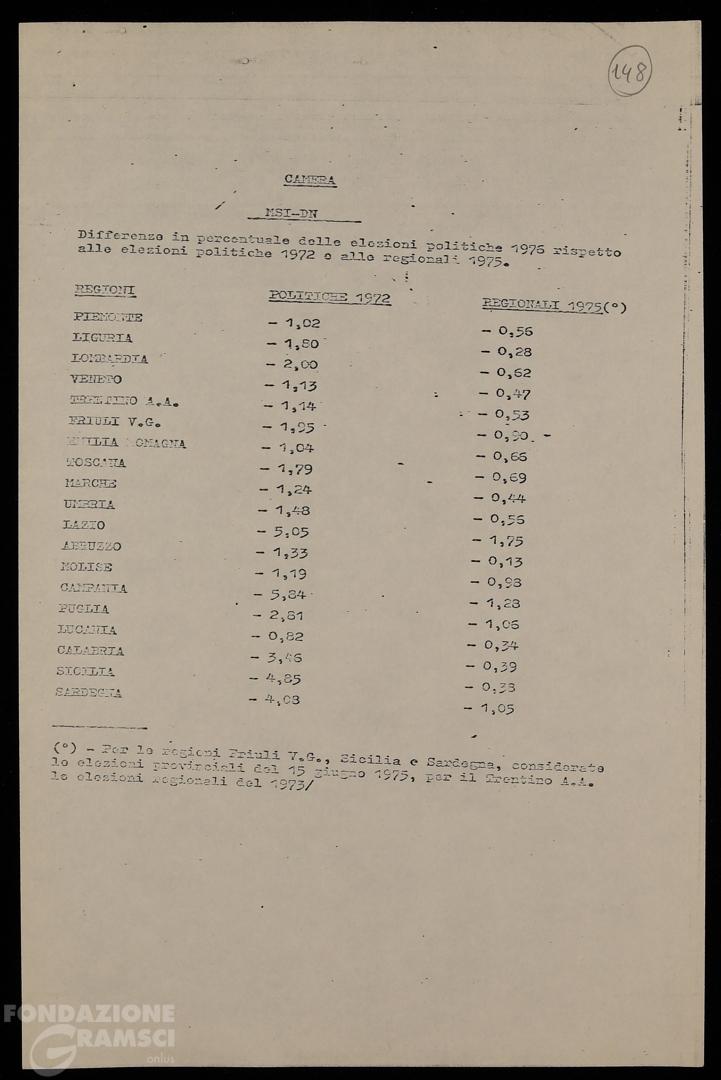 148
CAMERA
MSI-DN
Differenze in percentuale delle elezioni politiche 1976 rispetto
alle elezioni politiche 1972 e alle regionali 1975.
REGIONI POLITICHE 1972 REGIONALI 1975(°)
PIEMONTE - 1,02 - 0,56
LIGURIA - 1,80 - 0,28
LOMBARDIA - 2,00 - 0,62
VENETO - 1,13 - 0,47
TRENTINO A.A. - 1,14 - 0,53
FRIULI V.G. - 1,95 - 0,90
EMILIA ROMAGNA - 1,04 - 0,66
TOSCANA - 1,79 - 0,69
MARCHE - 1,24 - 0,44
UMBRIA - 1,48 - 0,56
LAZIO - 5,05 - 1,75
ABRUZZO - 1,33 - 0,13
MOLISE - 1,19 - 0,98
CAMPANIA - 5,84 - 1,28
PUGLIA - 2,81 - 1,06
LUCANIA - 0,82 - 0,34
CALABRIA - 3,46 - 0,39
SICILIA - 4,85 - 0,38
SARDEGNA - 4,08 - 1,05
(°) - Per le regioni Friuli V.G., Sicilia e Sardegna, considerate
le elezioni provinciali del 15 giugno 1975, per il Trentino A.A.
le elezioni regionali del 1973/
FONDAZIONE
GRAMSCI
onlus